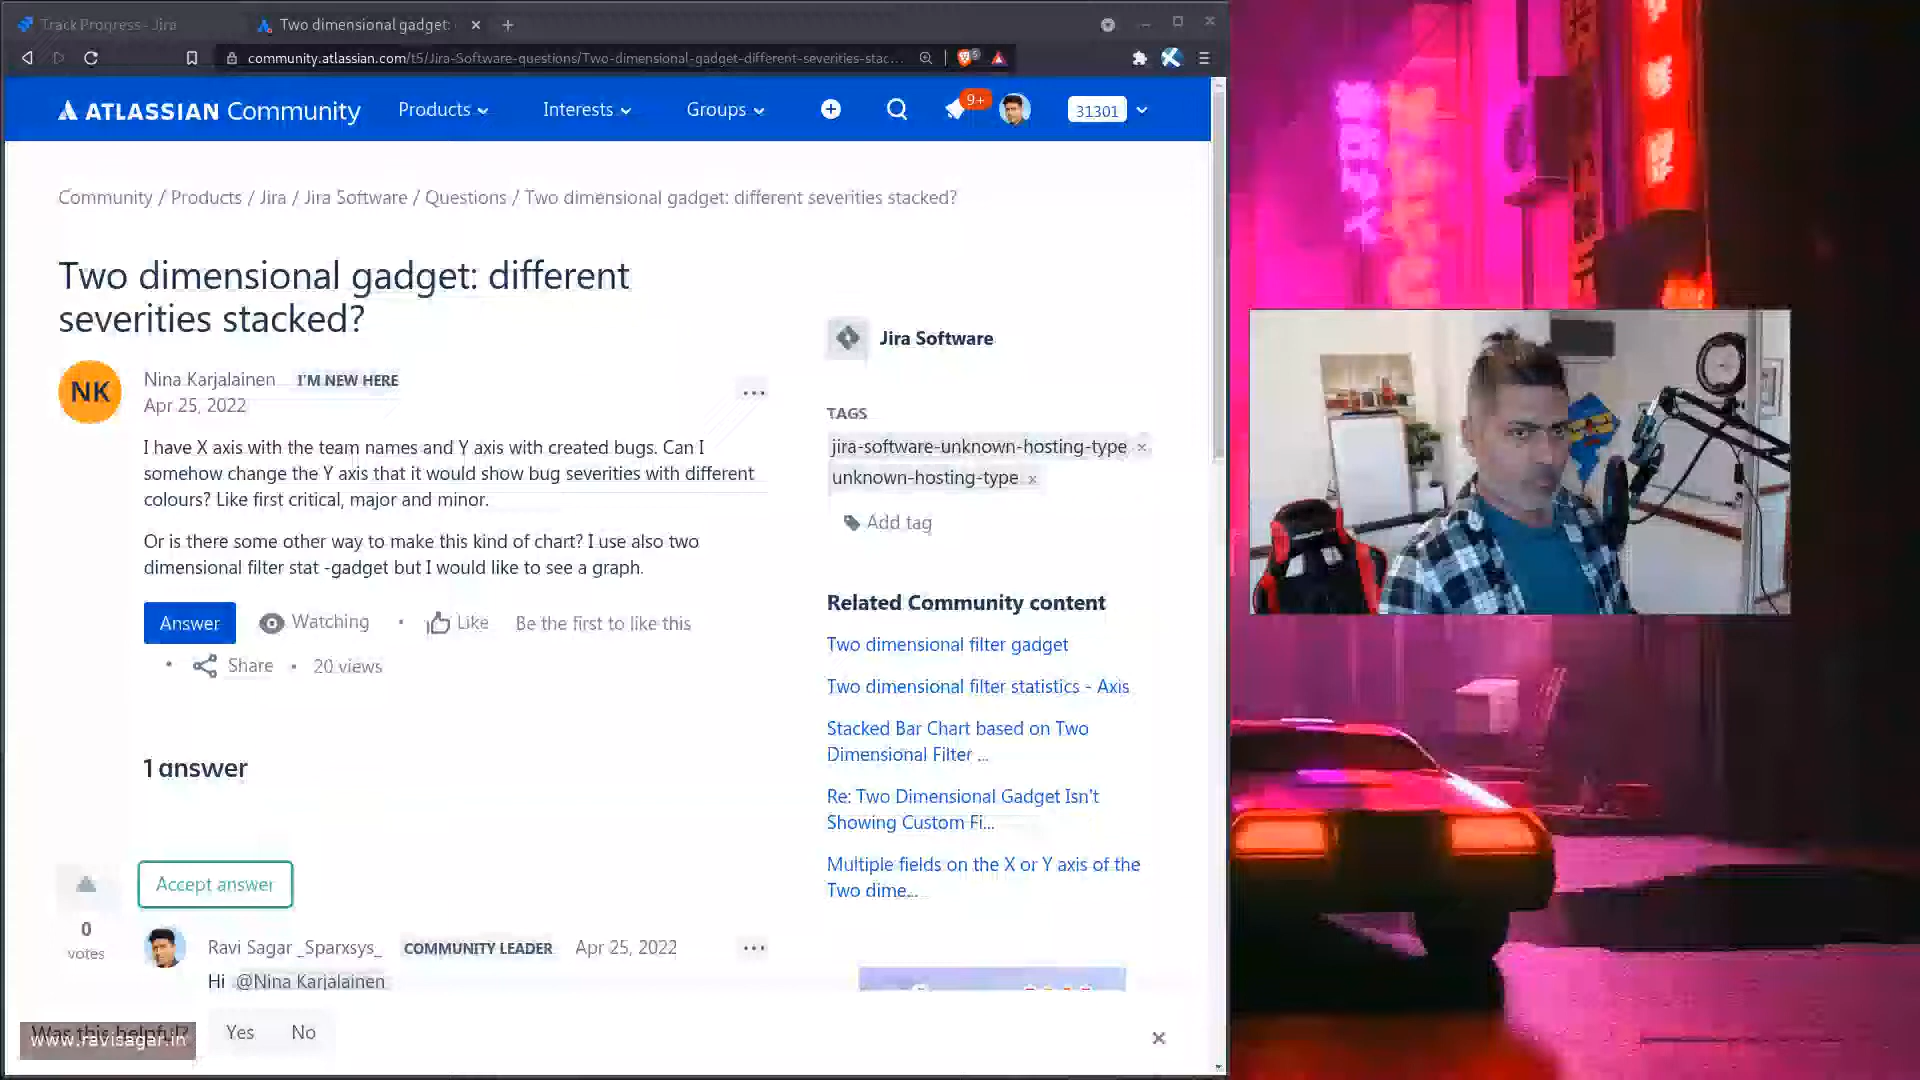 Track Progress - Jira
Two dimensional gadget:
community.atlassian.com/t5/Jira-Software-questions/Two-dimensional-gadget-different-severities-stac...
5
ATLASSIAN Community
Products
Interests
Groups
9+
31301
Community / Products / Jira / Jira Software / Questions / Two dimensional gadget: different severities stacked?
Two dimensional gadget: different
severities stacked?
NK
Nina Karjalainen I'M NEW HERE
Apr 25, 2022
I have X axis with the team names and Y axis with created bugs. Can I
somehow change the Y axis that it would show bug severities with different
colours? Like first critical, major and minor.
Or is there some other way to make this kind of chart? I use also two
dimensional filter stat -gadget but I would like to see a graph.
Answer
Watching
Like
Be the first to like this
Share
20 views
1 answer
Accept answer
0
votes
Ravi Sagar _Sparxsys_ COMMUNITY LEADER Apr 25, 2022
Hi @Nina Karjalainen
Was this helpful?
Yes
No
www.ravisagar.in
Jira Software
TAGS
jira-software-unknown-hosting-type ×
unknown-hosting-type ×
Add tag
Related Community content
Two dimensional filter gadget
Two dimensional filter statistics - Axis
Stacked Bar Chart based on Two
Dimensional Filter ...
Re: Two Dimensional Gadget Isn't
Showing Custom Fi...
Multiple fields on the X or Y axis of the
Two dime...